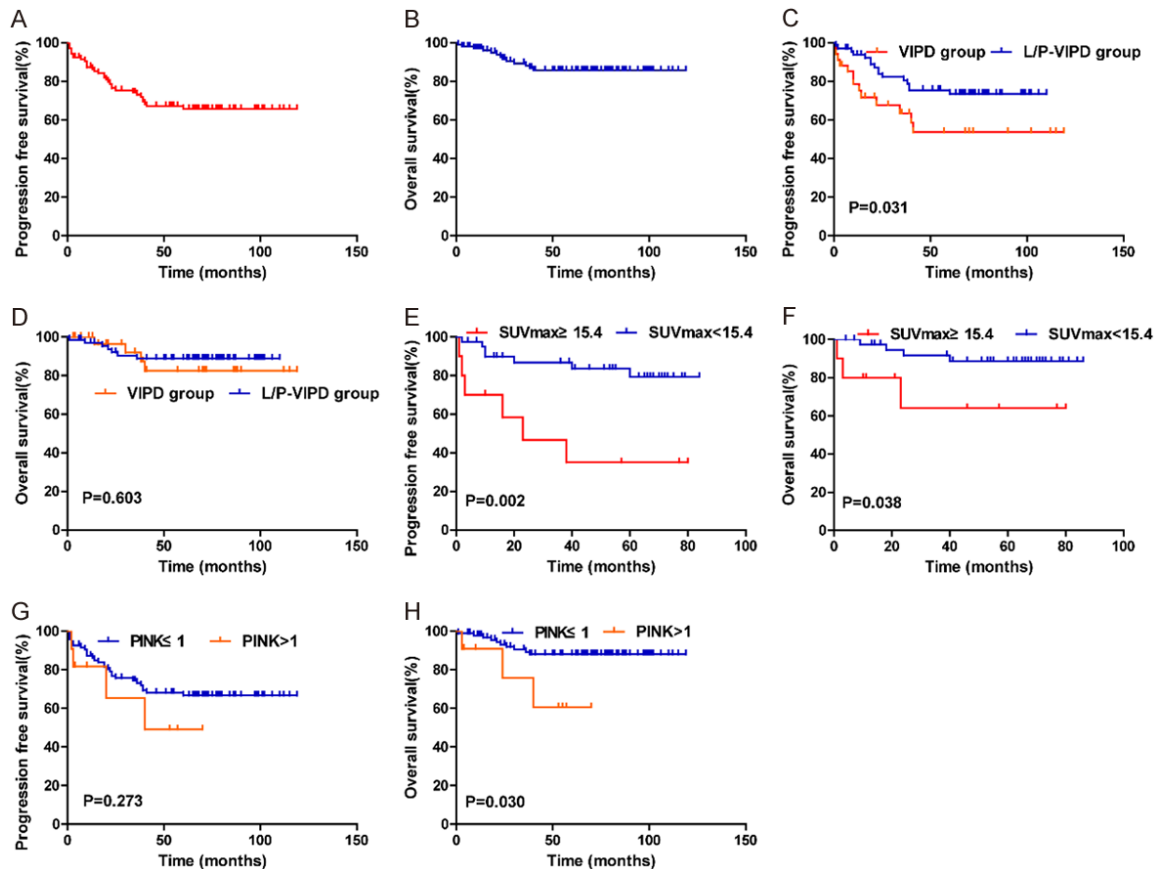 A
Progression free survival(%)
100
80
60
40
20
0
0 50 100 150
Time (months)
B
Overall survival(%)
100
80
60
40
20
0
0 50 100 150
Time (months)
C
Progression free survival(%)
100
80
60
40
20
0
VIPD group L/P-VIPD group
P=0.031
0 50 100 150
Time (months)
D
Overall survival(%)
100
80
60
40
20
0
VIPD group L/P-VIPD group
P=0.603
0 50 100 150
Time (months)
E
Progression free survival(%)
100
80
60
40
20
0
SUVmax≥ 15.4 SUVmax<15.4
P=0.002
0 20 40 60 80 100
Time (months)
F
Overall survival(%)
100
80
60
40
20
0
SUVmax≥ 15.4 SUVmax<15.4
P=0.038
0 20 40 60 80 100
Time (months)
G
Progression free survival(%)
100
80
60
40
20
0
PINK≤ 1 PINK>1
P=0.273
0 50 100 150
Time (months)
H
Overall survival(%)
100
80
60
40
20
0
PINK≤ 1 PINK>1
P=0.030
0 50 100 150
Time (months)